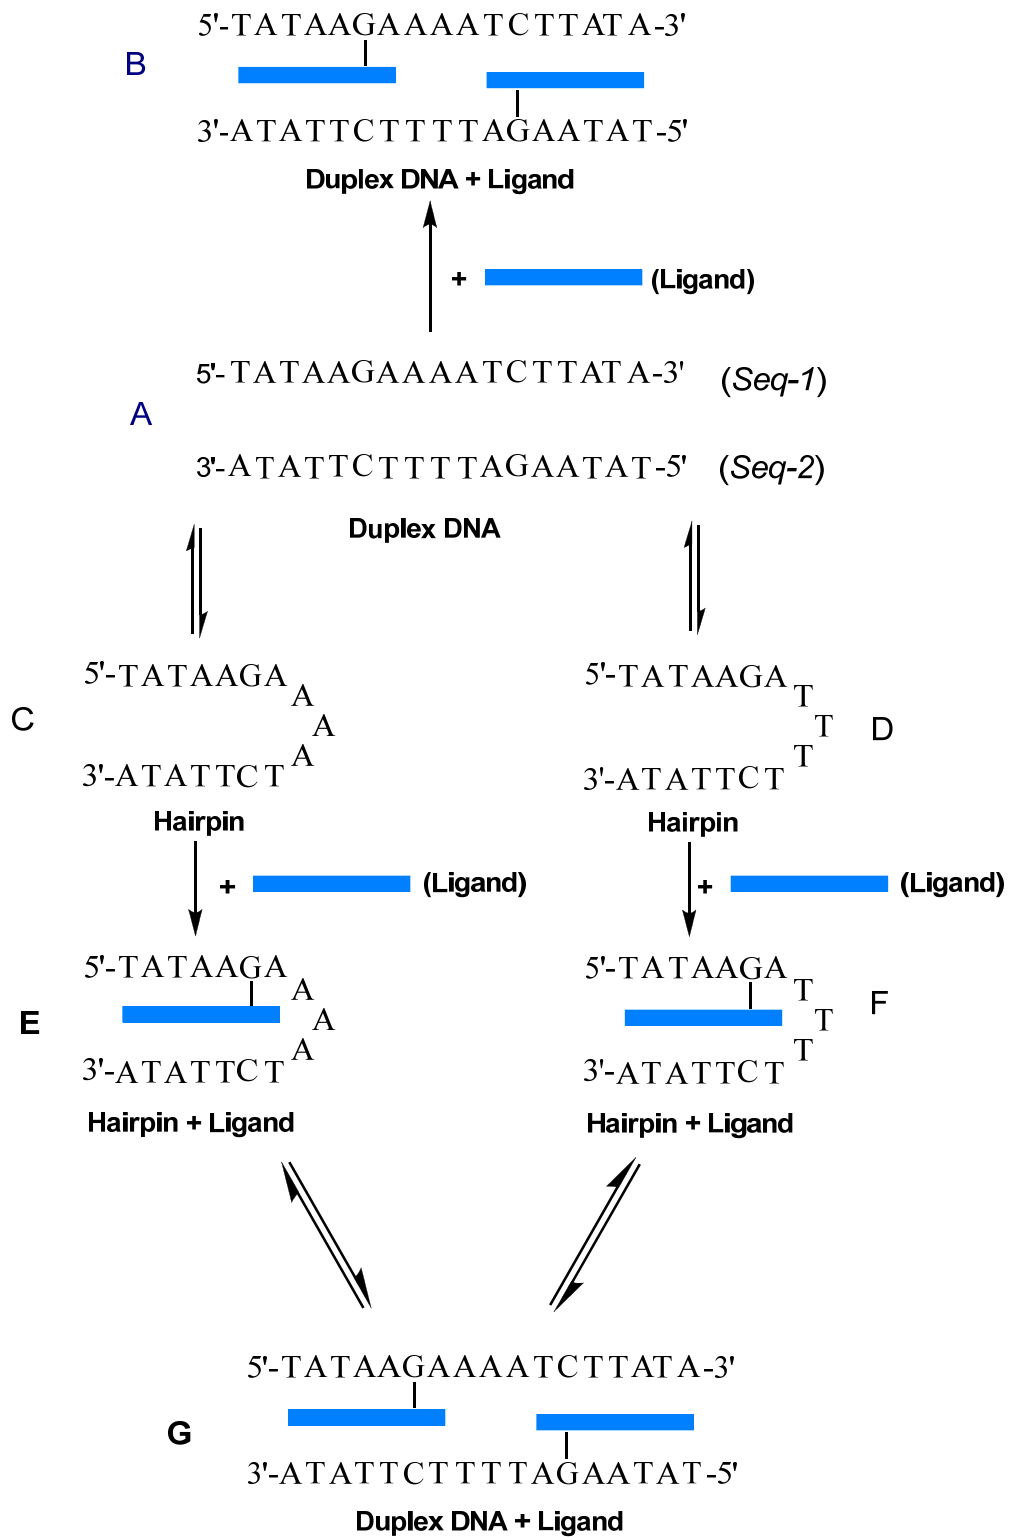 5'-TATAAGAAAATCTTATA-3'
B
3'-ATATTCTTTTAGAATAT-5'
Duplex DNA + Ligand
+ (Ligand)
5'-TATAAGAAAATCTTATA-3' (Seq-1)
A
3'-ATATTCTTTTAGAATAT-5' (Seq-2)
Duplex DNA
5'-TATAAGA
A
A
A
3'-ATATTCT
C
Hairpin
5'-TATAAGA
T
T
T
3'-ATATTCT
D
Hairpin
+ (Ligand)
+ (Ligand)
5'-TATAAGA
A
A
A
3'-ATATTCT
E
Hairpin + Ligand
5'-TATAAGA
T
T
T
3'-ATATTCT
F
Hairpin + Ligand
5'-TATAAGAAAATCTTATA-3'
G
3'-ATATTCTTTTAGAATAT-5'
Duplex DNA + Ligand